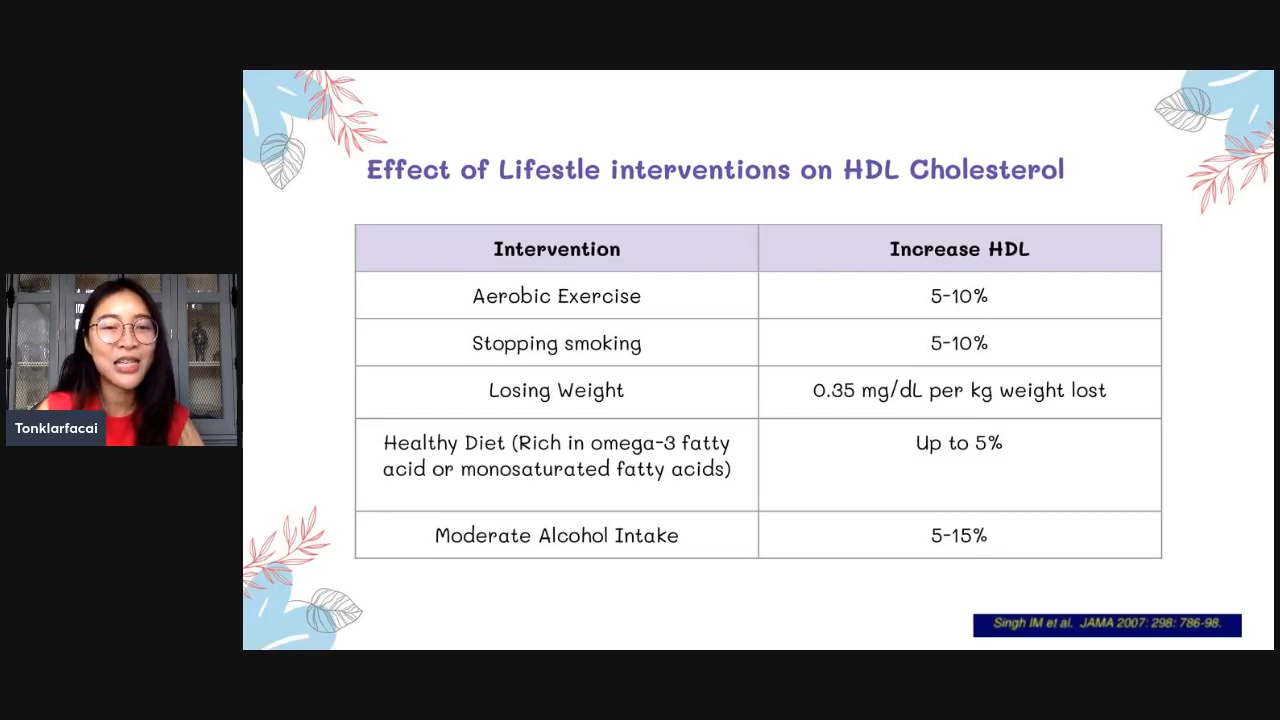 Effect of Lifestle interventions on HDL Cholesterol
Intervention
Increase HDL
Aerobic Exercise
5-10%
Stopping smoking
5-10%
Losing Weight
0.35 mg/dL per kg weight lost
Healthy Diet (Rich in omega-3 fatty
acid or monosaturated fatty acids)
Up to 5%
Moderate Alcohol Intake
5-15%
Tonklarfacai
Singh IM et al. JAMA 2007: 298: 786-98.